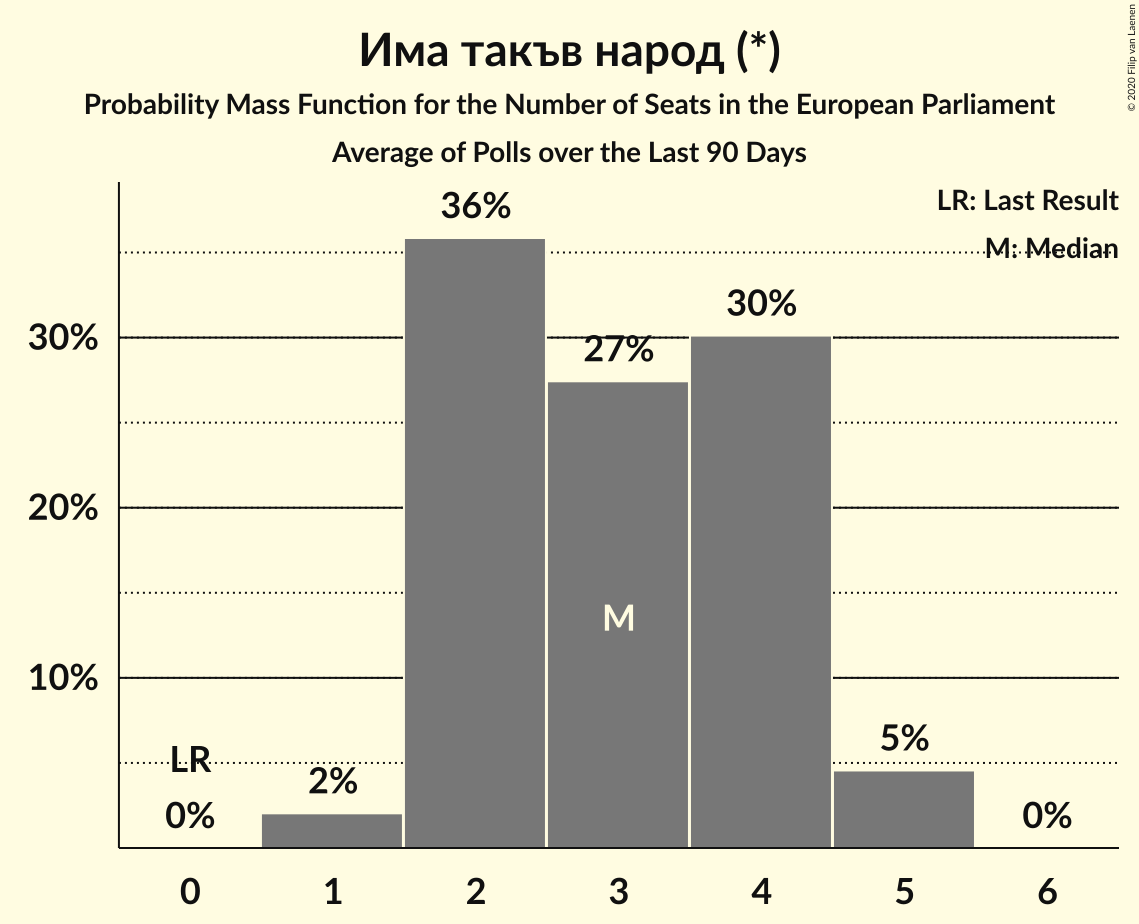 Има такъв народ (*)
Probability Mass Function for the Number of Seats in the European Parliament
Average of Polls over the Last 90 Days
© 2020 Filip van Laenen
LR: Last Result
M: Median
36%
30%
27%
30%
20%
M
10%
5%
LR
2%
0%
0%
0 1 2 3 4 5 6